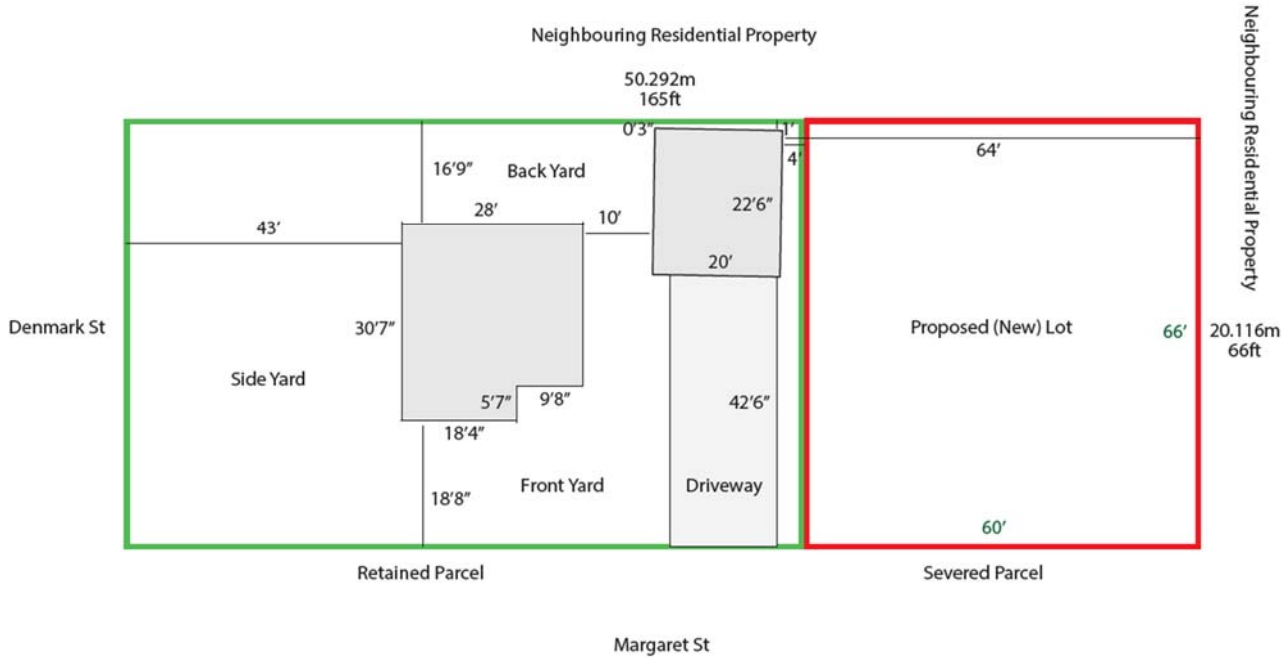 Neighbouring Residential Property
50.292m
165ft
Neighbouring Residential Property
0'3"
1'
4'
64'
16'9"
Back Yard
28'
10'
22'6"
20'
43'
Denmark St
30'7"
Side Yard
5'7"
9'8"
18'4"
18'8"
Front Yard
42'6"
Driveway
Proposed (New) Lot
66'
20.116m
66ft
60'
Retained Parcel
Severed Parcel
Margaret St